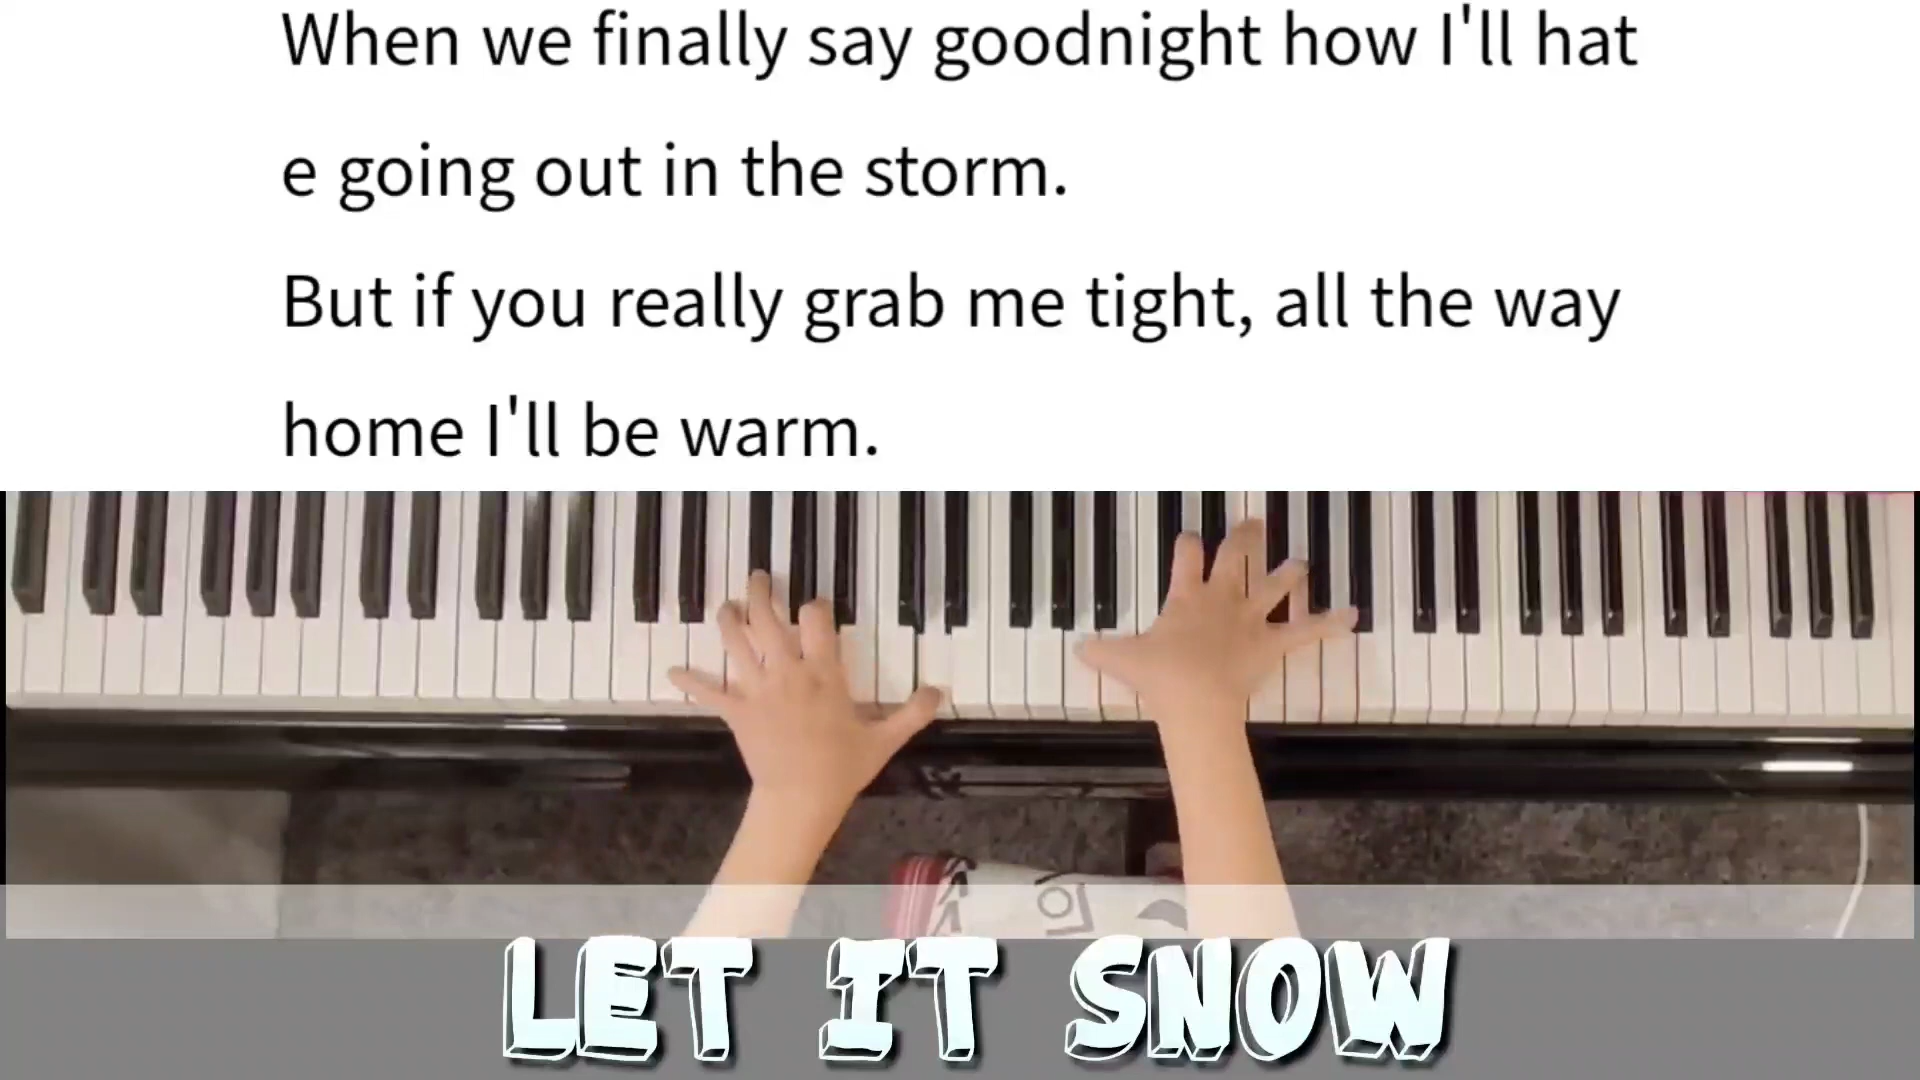 When we finally say goodnight how I'll hat
e going out in the storm.
But if you really grab me tight, all the way
home I'll be warm.
LET IT SNOW